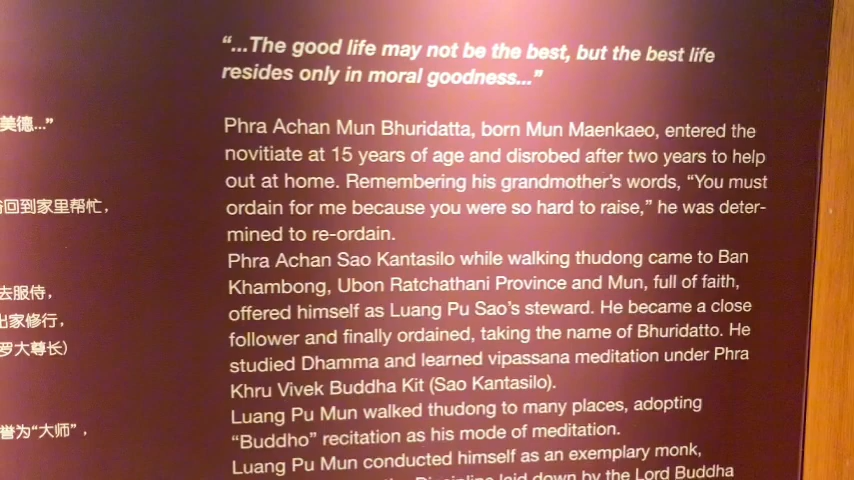 美德…”
回到家里帮忙，
去服侍，
出家修行，
罗大尊长)
誉为“大师”，
“...The good life may not be the best, but the best life
resides only in moral goodness...”
Phra Achan Mun Bhuridatta, born Mun Maenkaeo, entered the
novitiate at 15 years of age and disrobed after two years to help
out at home. Remembering his grandmother’s words, “You must
ordain for me because you were so hard to raise,” he was deter-
mined to re-ordain.
Phra Achan Sao Kantasilo while walking thudong came to Ban
Khambong, Ubon Ratchathani Province and Mun, full of faith,
offered himself as Luang Pu Sao’s steward. He became a close
follower and finally ordained, taking the name of Bhuridatto. He
studied Dhamma and learned vipassana meditation under Phra
Khru Vivek Buddha Kit (Sao Kantasilo).
Luang Pu Mun walked thudong to many places, adopting
“Buddho” recitation as his mode of meditation.
Luang Pu Mun conducted himself as an exemplary monk,
Discipline laid down by the Lord Buddha